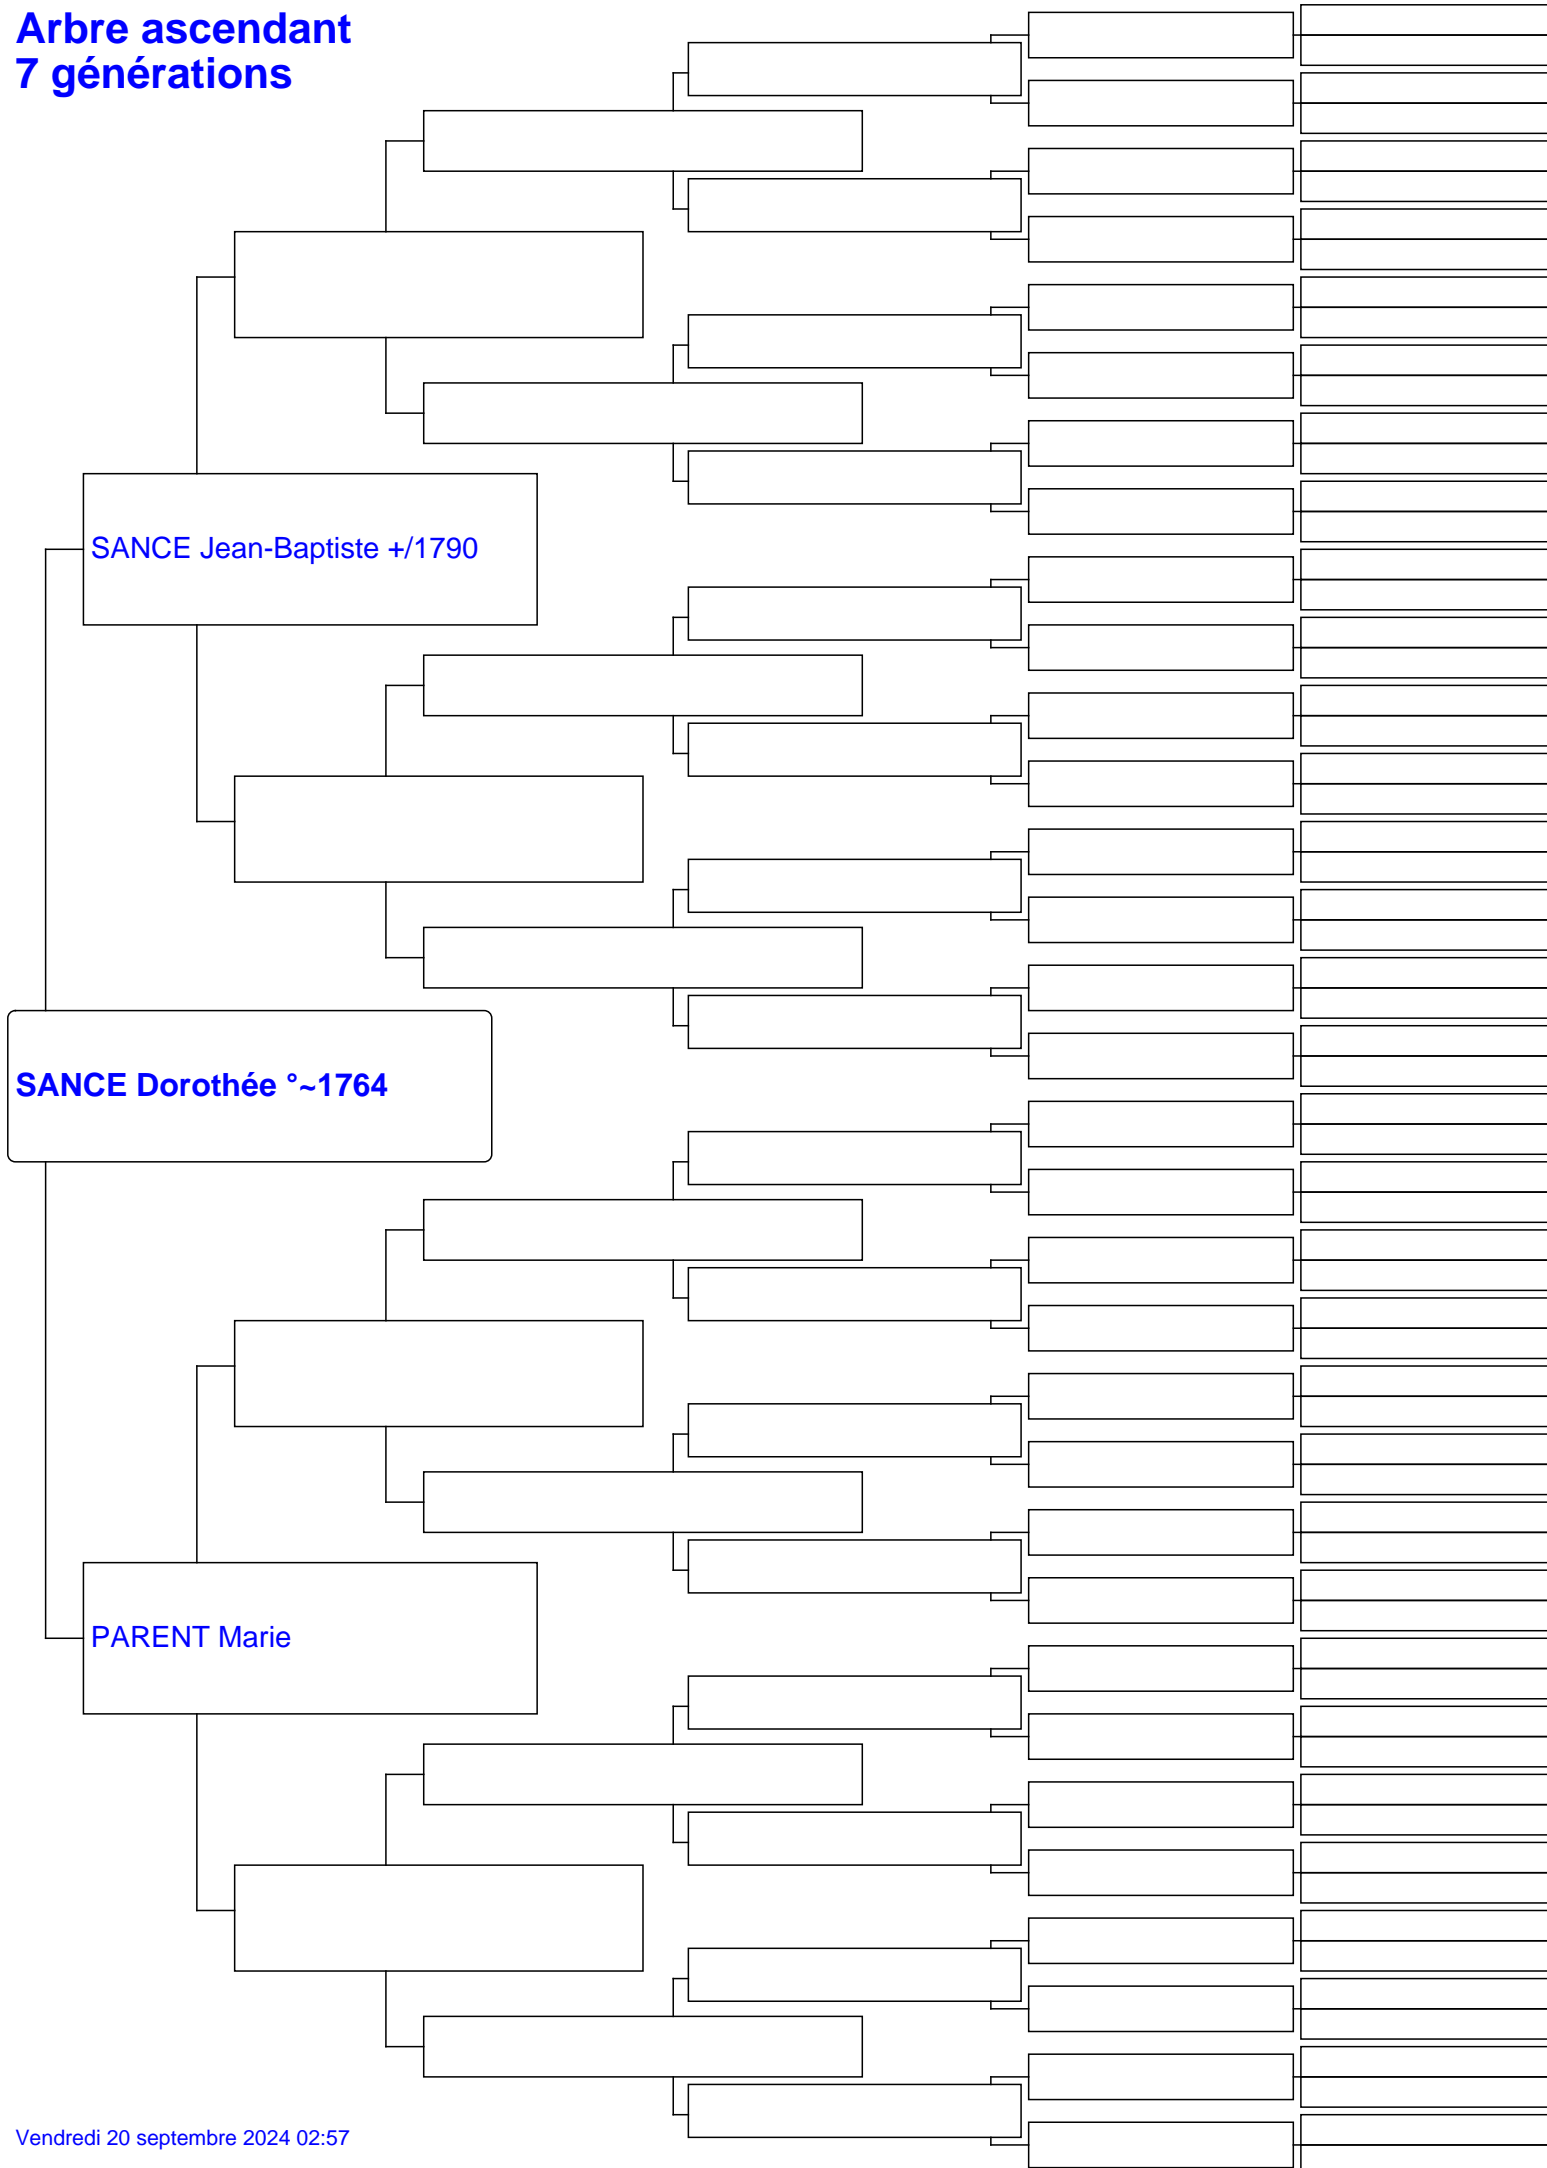 Arbre ascendant
7 générations
SANCE Jean-Baptiste +/1790
SANCE Dorothée °~1764
PARENT Marie
Vendredi 20 septembre 2024 02:57